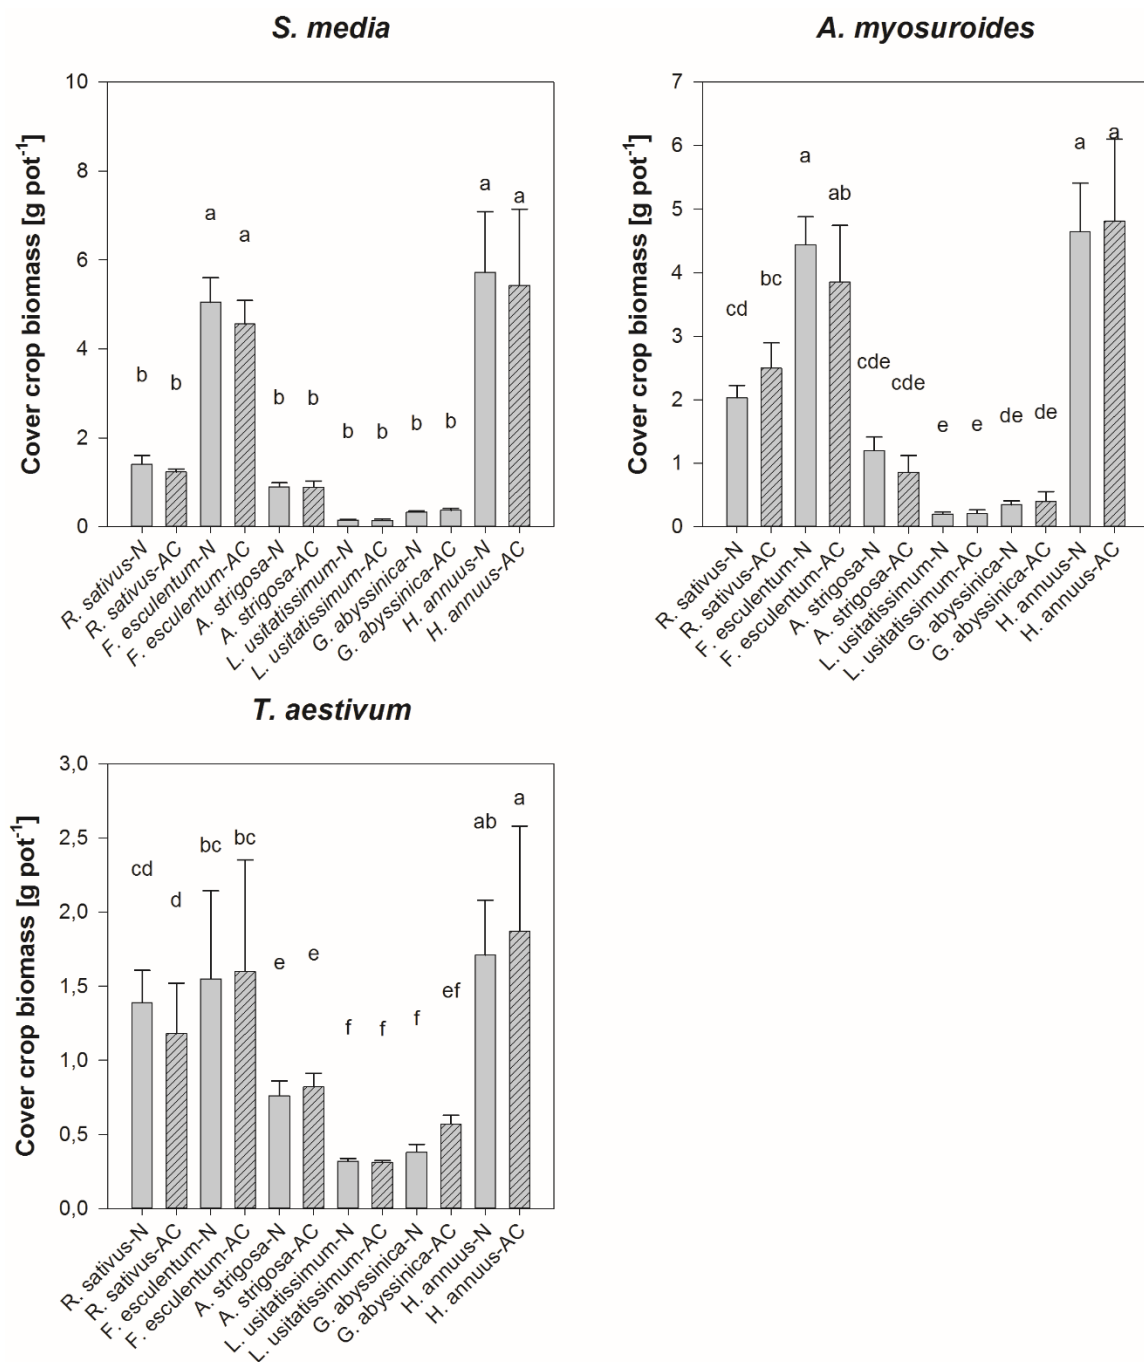 S. media
Cover crop biomass [g pot-1]
10
8
6
4
2
0
b
b
a
a
b
b
b
b
b
b
a
a
R. sativus-N
R. sativus-AC
F. esculentum-N
F. esculentum-AC
A. strigosa-N
A. strigosa-AC
L. usitatissimum-N
L. usitatissimum-AC
G. abyssinica-N
G. abyssinica-AC
H. annuus-N
H. annuus-AC
A. myosuroides
Cover crop biomass [g pot-1]
7
6
5
4
3
2
1
0
cd
bc
a
ab
cde
cde
e
e
de
de
a
a
R. sativus-N
R. sativus-AC
F. esculentum-N
F. esculentum-AC
A. strigosa-N
A. strigosa-AC
L. usitatissimum-N
L. usitatissimum-AC
G. abyssinica-N
G. abyssinica-AC
H. annuus-N
H. annuus-AC
T. aestivum
Cover crop biomass [g pot-1]
3,0
2,5
2,0
1,5
1,0
0,5
0,0
cd
d
bc
bc
e
e
f
f
f
ef
ab
a
R. sativus-N
R. sativus-AC
F. esculentum-N
F. esculentum-AC
A. strigosa-N
A. strigosa-AC
L. usitatissimum-N
L. usitatissimum-AC
G. abyssinica-N
G. abyssinica-AC
H. annuus-N
H. annuus-AC